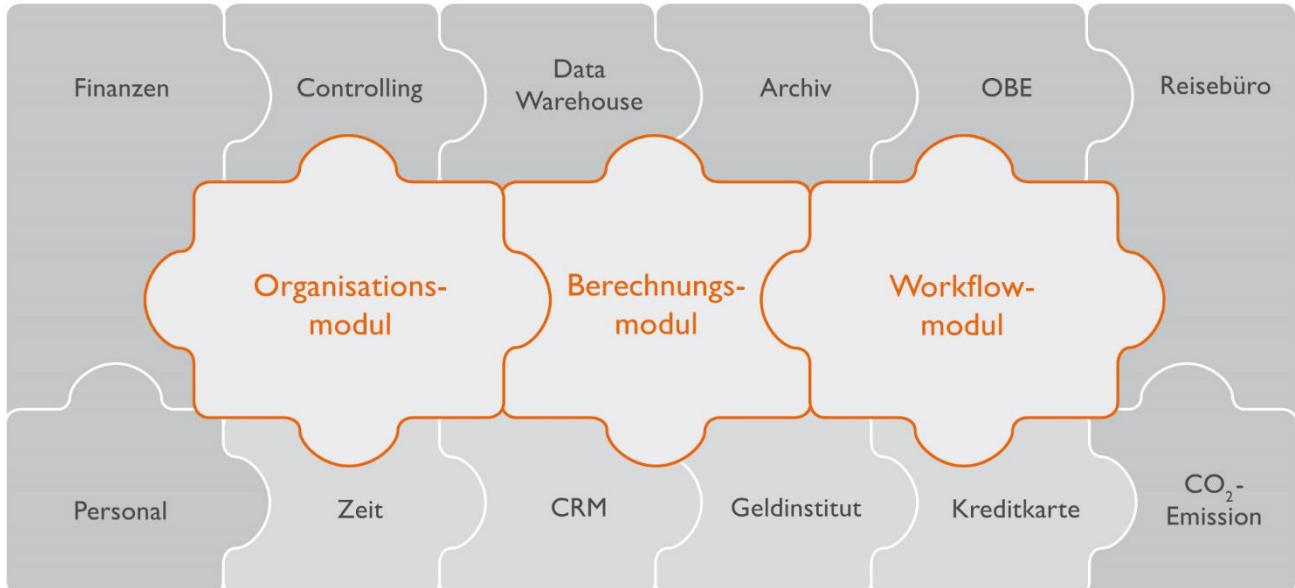 Finanzen
Controlling
Data
Warehouse
Archiv
OBE
Reisebüro
Organisations-
modul
Berechnungs-
modul
Workflow-
modul
Personal
Zeit
CRM
Geldinstitut
Kreditkarte
CO₂-
Emission